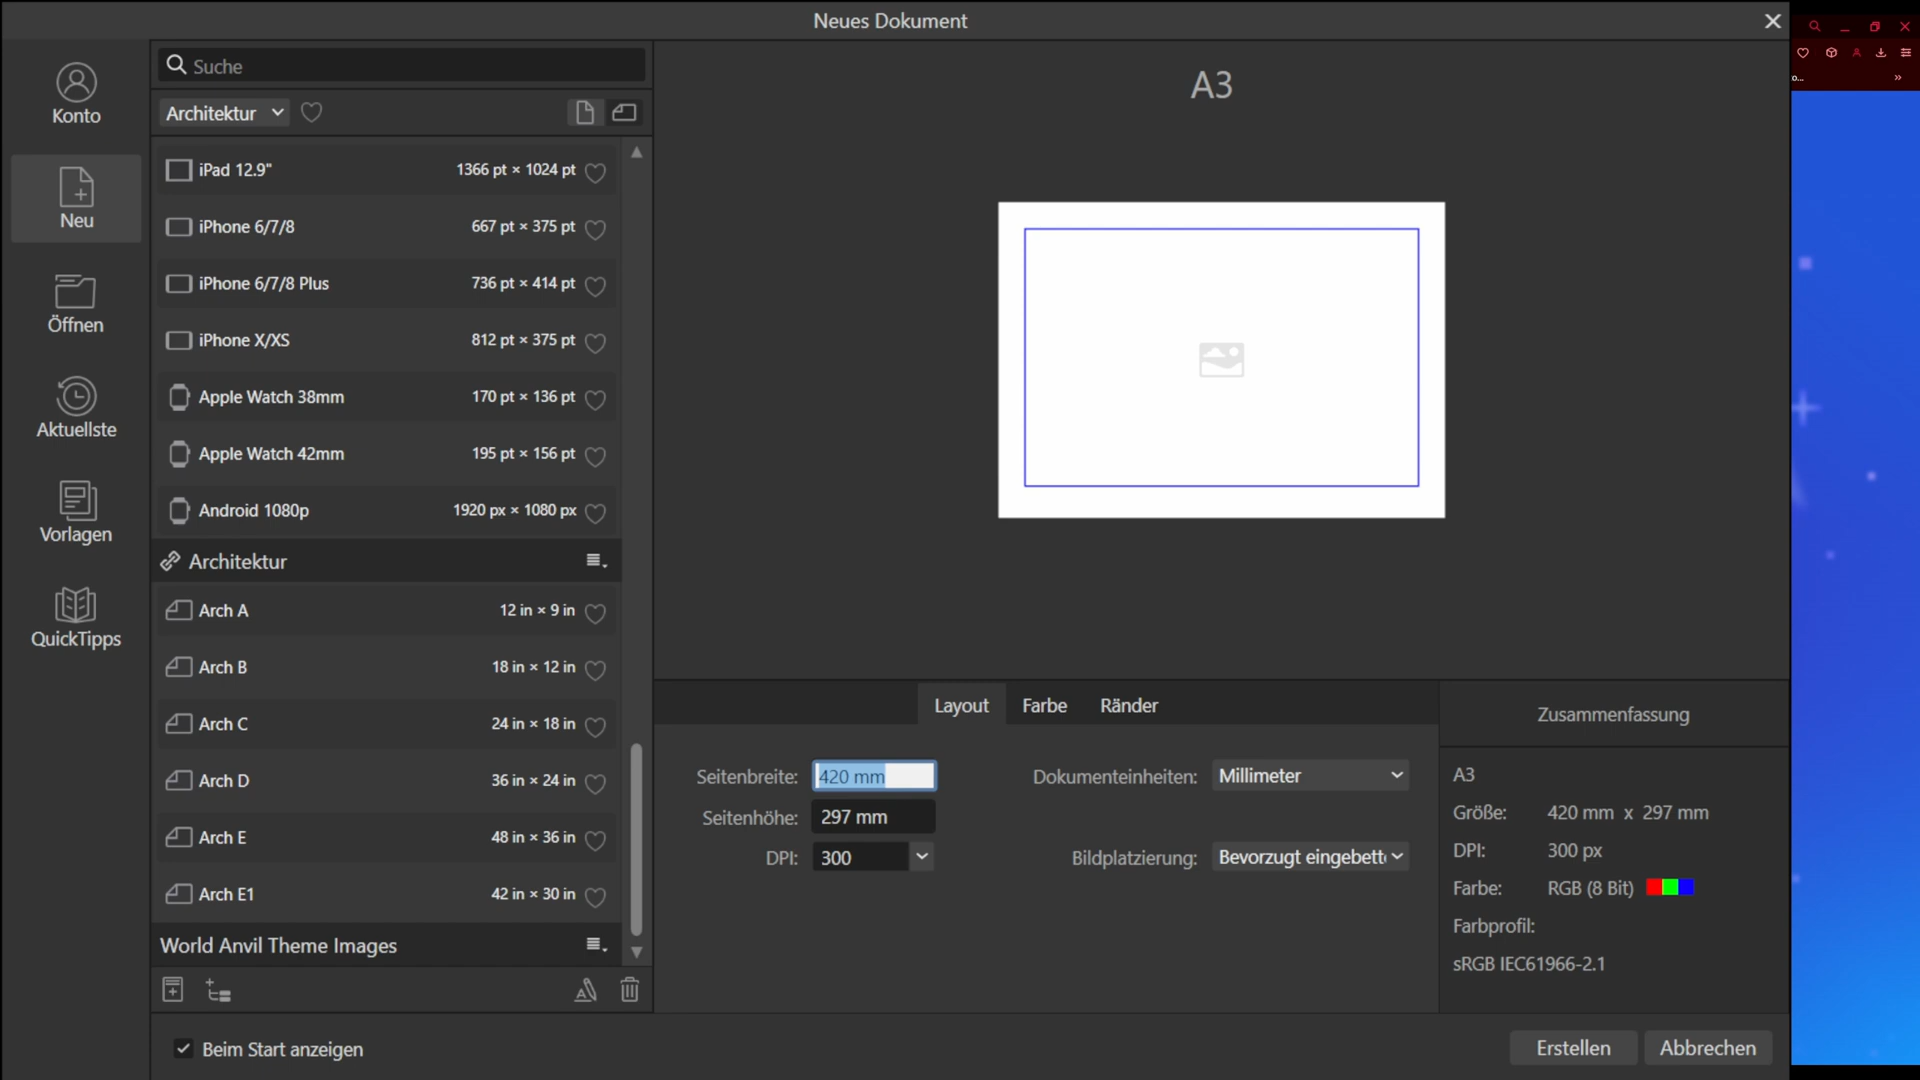 Neues Dokument
Konto
Neu
Öffnen
Aktuellste
Vorlagen
QuickTipps
Suche
Architektur
iPad 12.9" 1366 pt × 1024 pt
iPhone 6/7/8 667 pt × 375 pt
iPhone 6/7/8 Plus 736 pt × 414 pt
iPhone X/XS 812 pt × 375 pt
Apple Watch 38mm 170 pt × 136 pt
Apple Watch 42mm 195 pt × 156 pt
Android 1080p 1920 px × 1080 px
Architektur
Arch A 12 in × 9 in
Arch B 18 in × 12 in
Arch C 24 in × 18 in
Arch D 36 in × 24 in
Arch E 48 in × 36 in
Arch E1 42 in × 30 in
World Anvil Theme Images
Beim Start anzeigen
A3
Layout Farbe Ränder
Seitenbreite: 420 mm Dokumenteinheiten: Millimeter
Seitenhöhe: 297 mm
DPI: 300 Bildplatzierung: Bevorzugt eingebett
Zusammenfassung
A3
Größe: 420 mm x 297 mm
DPI: 300 px
Farbe: RGB (8 Bit)
Farbprofil:
sRGB IEC61966-2.1
Erstellen Abbrechen
o...